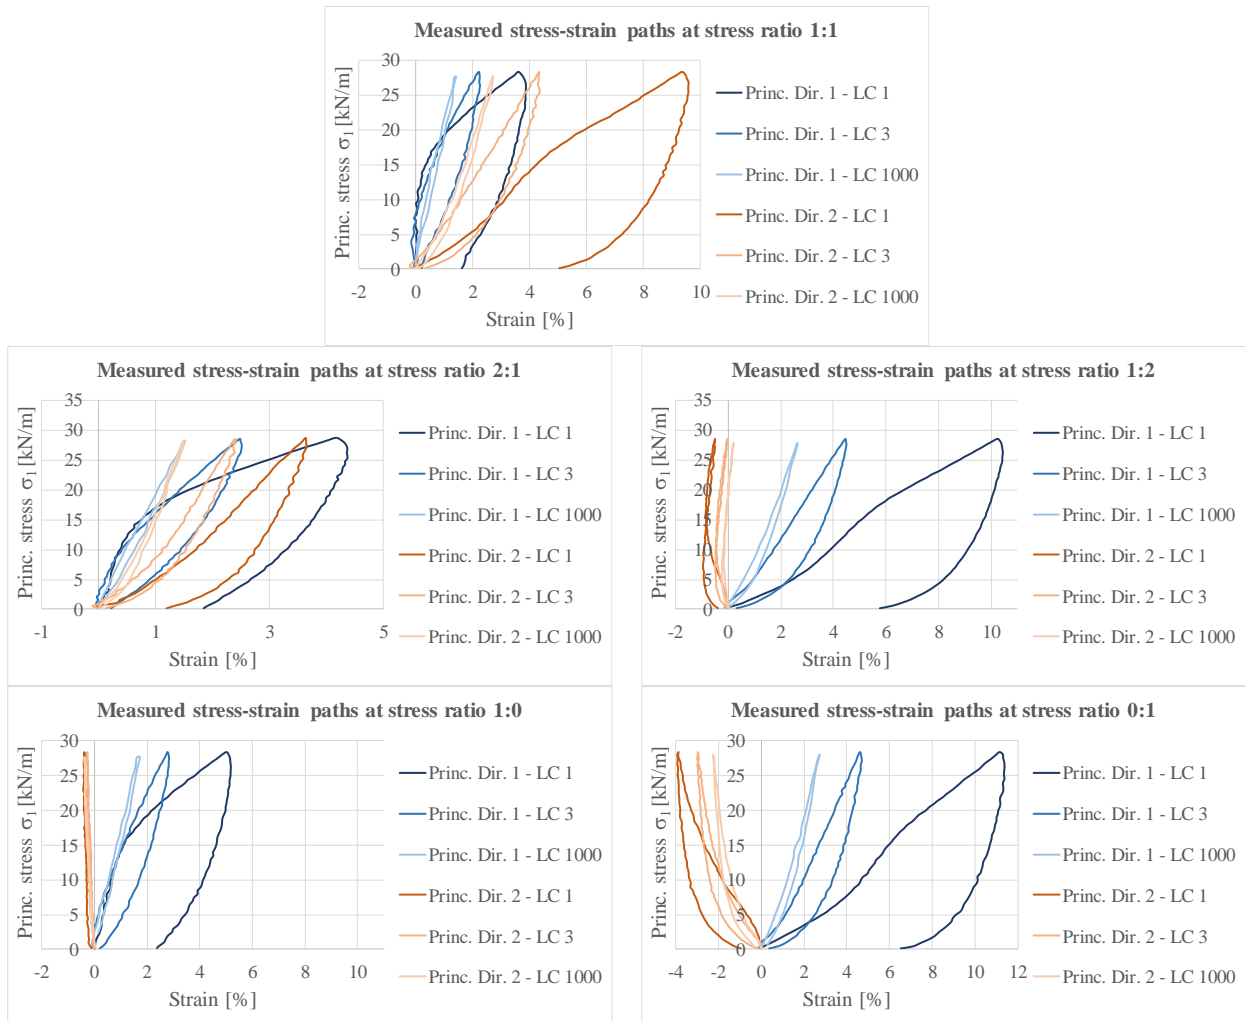 Measured stress-strain paths at stress ratio 1:1
Princ. stress σ1 [kN/m]
30
25
20
15
10
5
0
-2 0 2 4 6 8 10
Strain [%]
Princ. Dir. 1 - LC 1
Princ. Dir. 1 - LC 3
Princ. Dir. 1 - LC 1000
Princ. Dir. 2 - LC 1
Princ. Dir. 2 - LC 3
Princ. Dir. 2 - LC 1000
Measured stress-strain paths at stress ratio 2:1
Princ. stress σ1 [kN/m]
35
30
25
20
15
10
5
0
-1 1 3 5
Strain [%]
Princ. Dir. 1 - LC 1
Princ. Dir. 1 - LC 3
Princ. Dir. 1 - LC 1000
Princ. Dir. 2 - LC 1
Princ. Dir. 2 - LC 3
Princ. Dir. 2 - LC 1000
Measured stress-strain paths at stress ratio 1:2
Princ. stress σ1 [kN/m]
35
30
25
20
15
10
5
0
-2 0 2 4 6 8 10
Strain [%]
Princ. Dir. 1 - LC 1
Princ. Dir. 1 - LC 3
Princ. Dir. 1 - LC 1000
Princ. Dir. 2 - LC 1
Princ. Dir. 2 - LC 3
Princ. Dir. 2 - LC 1000
Measured stress-strain paths at stress ratio 1:0
Princ. stress σ1 [kN/m]
30
25
20
15
10
5
0
-2 0 2 4 6 8 10
Strain [%]
Princ. Dir. 1 - LC 1
Princ. Dir. 1 - LC 3
Princ. Dir. 1 - LC 1000
Princ. Dir. 2 - LC 1
Princ. Dir. 2 - LC 3
Princ. Dir. 2 - LC 1000
Measured stress-strain paths at stress ratio 0:1
Princ. stress σ1 [kN/m]
30
25
20
15
10
5
0
-4 -2 0 2 4 6 8 10 12
Strain [%]
Princ. Dir. 1 - LC 1
Princ. Dir. 1 - LC 3
Princ. Dir. 1 - LC 1000
Princ. Dir. 2 - LC 1
Princ. Dir. 2 - LC 3
Princ. Dir. 2 - LC 1000